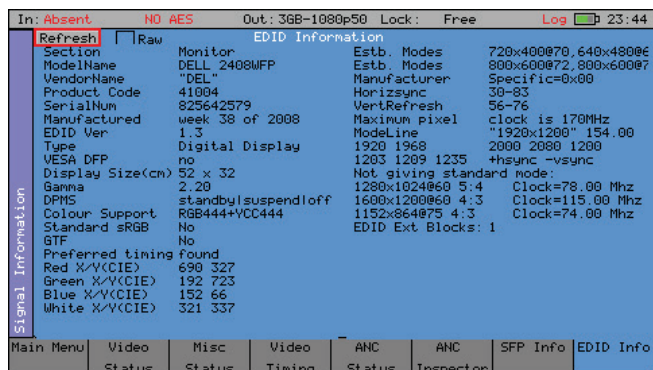 In: Absent NO AES Out: 3GB-1080p50 Lock: Free Log 23:44
Refresh Raw EDID Information
Section Monitor Estb. Modes 720x400@70,640x480@6
ModelName DELL 2408WFP Estb. Modes 800x600@72,800x600@7
VendorName "DEL" Manufacturer Specific=0x00
Product Code 41004 Horizsync 30-83
SerialNum 825642579 VertRefresh 56-76
Manufactured week 38 of 2008 Maximum pixel clock is 170MHz
EDID Ver 1.3 ModeLine "1920x1200" 154.00
Type Digital Display 1920 1968 2000 2080 1200
VESA DFP no 1203 1209 1235 +hsync -vsync
Display Size(cm) 52 x 32 Not giving standard mode:
Gamma 2.20 1280x1024@60 5:4 Clock=78.00 Mhz
DPMS standby|suspend|off 1600x1200@60 4:3 Clock=115.00 Mhz
Colour Support RGB444+YCC444 1152x864@75 4:3 Clock=74.00 Mhz
Standard sRGB No EDID Ext Blocks: 1
GTF No
Preferred timing found
Red X/Y(CIE) 690 327
Green X/Y(CIE) 192 723
Blue X/Y(CIE) 152 66
White X/Y(CIE) 321 337
Signal Information
Main Menu Video Misc Video ANC ANC SFP Info EDID Info
Status Status Timing Status Inspector